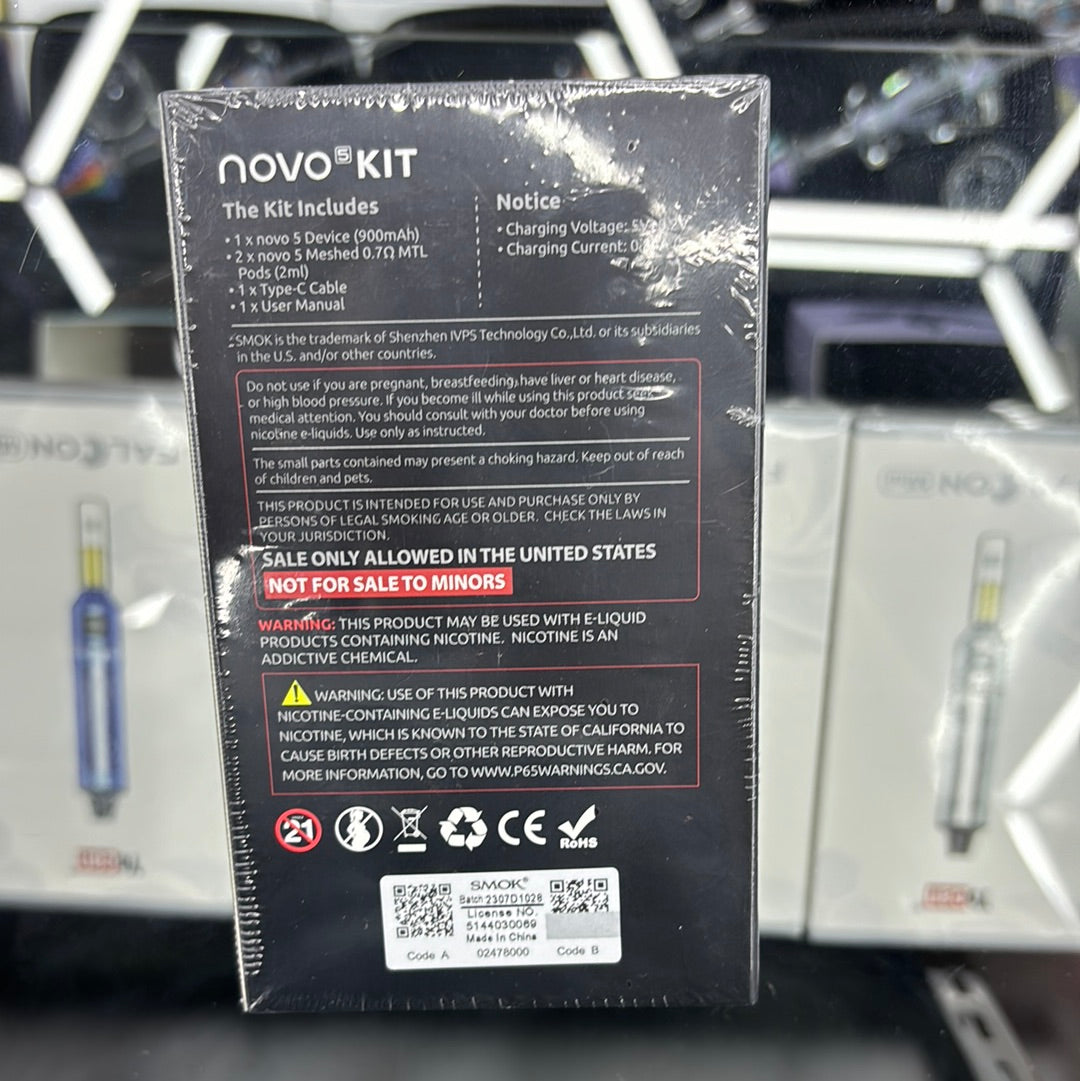 novo 5 KIT
The Kit Includes
• 1 x novo 5 Device (900mAh)
• 2 x novo 5 Meshed 0.7Ω MTL
Pods (2ml)
• 1 x Type-C Cable
• 1 x User Manual
Notice
• Charging Voltage:
• Charging Current:
SMOK is the trademark of Shenzhen IVPS Technology Co.,Ltd. or its subsidiaries
in the U.S. and/or other countries.
Do not use if you are pregnant, breastfeeding, have liver or heart disease,
or high blood pressure. If you become ill while using this product seek
medical attention. You should consult with your doctor before using
nicotine e-liquids. Use only as instructed.
The small parts contained may present a choking hazard. Keep out of reach
of children and pets.
THIS PRODUCT IS INTENDED FOR USE AND PURCHASE ONLY BY
PERSONS OF LEGAL SMOKING AGE OR OLDER. CHECK THE LAWS IN
YOUR JURISDICTION.
SALE ONLY ALLOWED IN THE UNITED STATES
NOT FOR SALE TO MINORS
WARNING: THIS PRODUCT MAY BE USED WITH E-LIQUID
PRODUCTS CONTAINING NICOTINE. NICOTINE IS AN
ADDICTIVE CHEMICAL.
WARNING: USE OF THIS PRODUCT WITH
NICOTINE-CONTAINING E-LIQUIDS CAN EXPOSE YOU TO
NICOTINE, WHICH IS KNOWN TO THE STATE OF CALIFORNIA TO
CAUSE BIRTH DEFECTS OR OTHER REPRODUCTIVE HARM. FOR
MORE INFORMATION, GO TO WWW.P65WARNINGS.CA.GOV.
21
CE
RoHS
SMOK®
Batch 2307D1028
License NO.
5144030069
Made in China
Code A 02478000 Code B